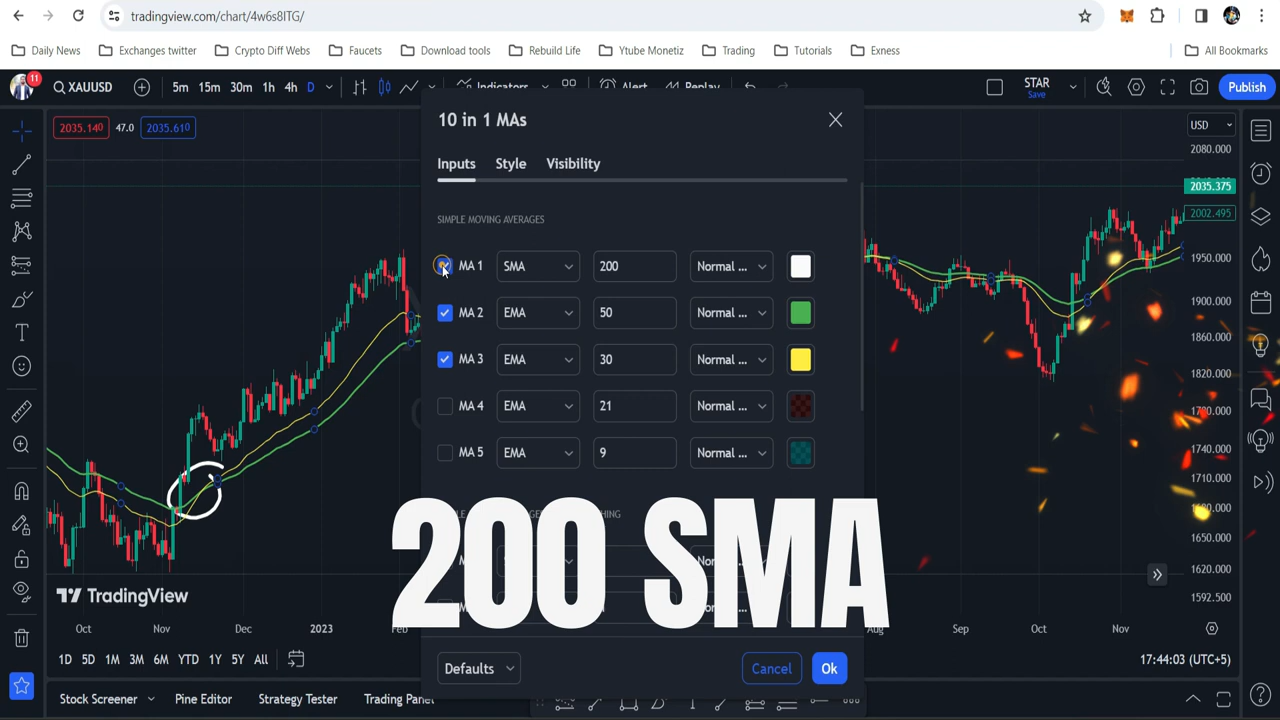 tradingview.com/chart/4w6s8ITG/
Daily News Exchanges twitter Crypto Diff Webs Faucets Download tools Rebuild Life Ytube Monetiz Trading Tutorials Exness All Bookmarks
11 XAUUSD 5m 15m 30m 1h 4h D Indicators Alert Replay STAR Save Publish
2035.140 47.0 2035.610
10 in 1 MAs
USD
2080.000
Inputs Style Visibility
2035.375
2002.495
SIMPLE MOVING AVERAGES
MA 1 SMA 200 Normal ...
1950.000
1900.000
MA 2 EMA 50 Normal ...
1860.000
MA 3 EMA 30 Normal ...
1820.000
MA 4 EMA 21 Normal ...
1780.000
MA 5 EMA 9 Normal ...
1740.000
1710.000
1680.000
200 SMA
1650.000
1620.000
TradingView
1592.500
Oct Nov Dec 2023 Feb Aug Sep Oct Nov
1D 5D 1M 3M 6M YTD 1Y 5Y All
Defaults Cancel Ok
17:44:03 (UTC+5)
Stock Screener Pine Editor Strategy Tester Trading Panel